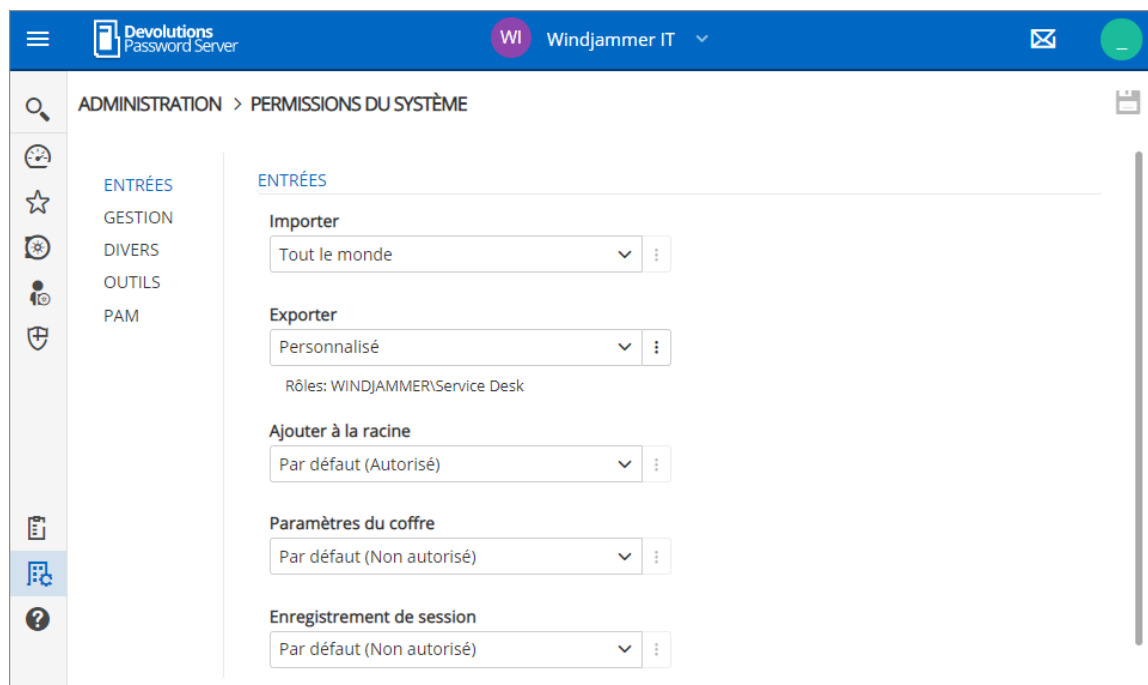 Devolutions
Password Server
WI Windjammer IT
_
ADMINISTRATION > PERMISSIONS DU SYSTÈME
ENTRÉES
GESTION
DIVERS
OUTILS
PAM
ENTRÉES
Importer
Tout le monde
Exporter
Personnalisé
Rôles: WINDJAMMER\Service Desk
Ajouter à la racine
Par défaut (Autorisé)
Paramètres du coffre
Par défaut (Non autorisé)
Enregistrement de session
Par défaut (Non autorisé)